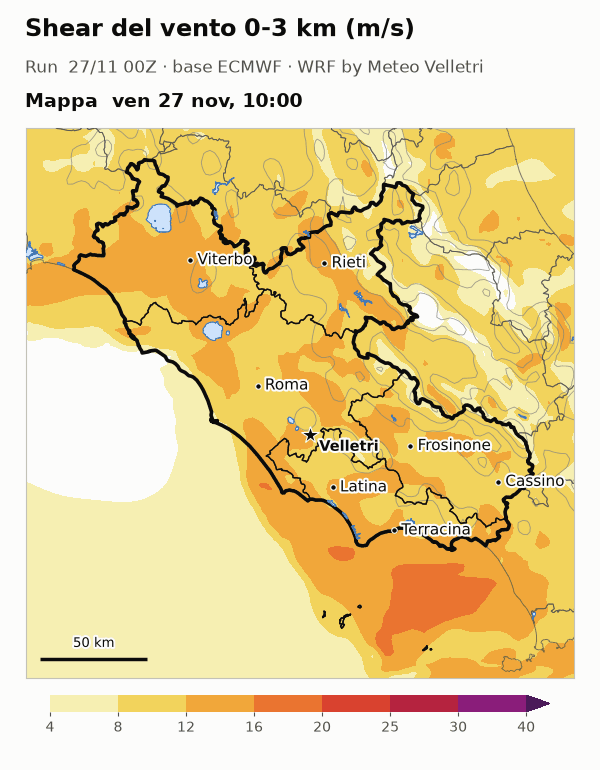 Shear del vento 0-3 km (m/s)
Run  27/11 00Z · base ECMWF · WRF by Meteo Velletri
Mappa  ven 27 nov, 10:00
Viterbo
Rieti
Roma
Velletri
Frosinone
Cassino
Latina
Terracina
50 km
4 8 12 16 20 25 30 40